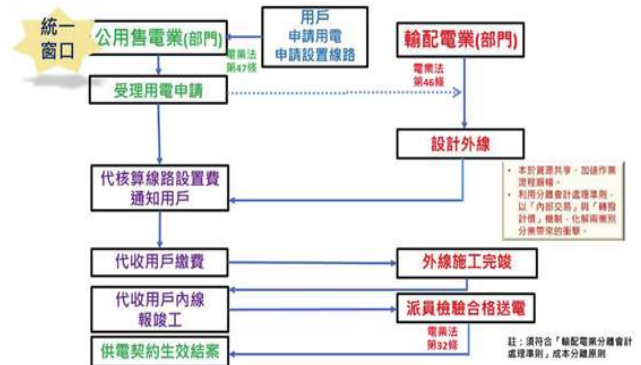 統一
窗口
公用售電業(部門)
用戶
申請用電
申請設置線路
輸配電業(部門)
電業法
第47條
電業法
第46條
受理用電申請
設計外線
代核算線路設置費
通知用戶
• 本於資源共享,加速作業
流程順暢。
• 利用分離會計處理準則,
以「內部交易」與「轉撥
計價」機制,化解兩業別
分業帶來的衝擊。
代收用戶繳費
外線施工完竣
代收用戶內線
報竣工
派員檢驗合格送電
電業法
第32條
供電契約生效結案
註:須符合「輸配電業分離會計
處理準則」成本分離原則